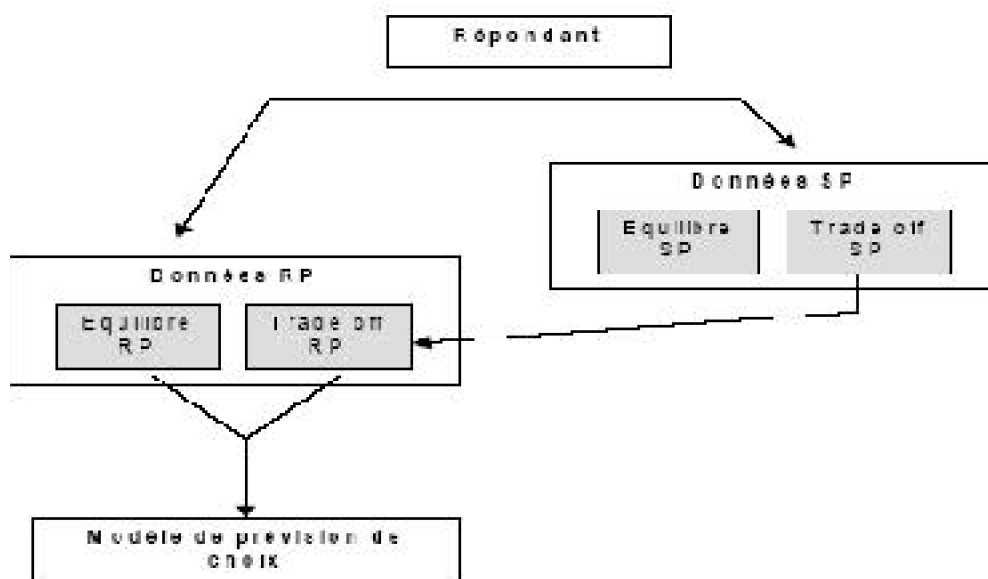 Répondant
Données SP
Equilibre
SP
Trade off
SP
Données RP
Equilibre
RP
Trade off
RP
Modèle de prévision de
choix